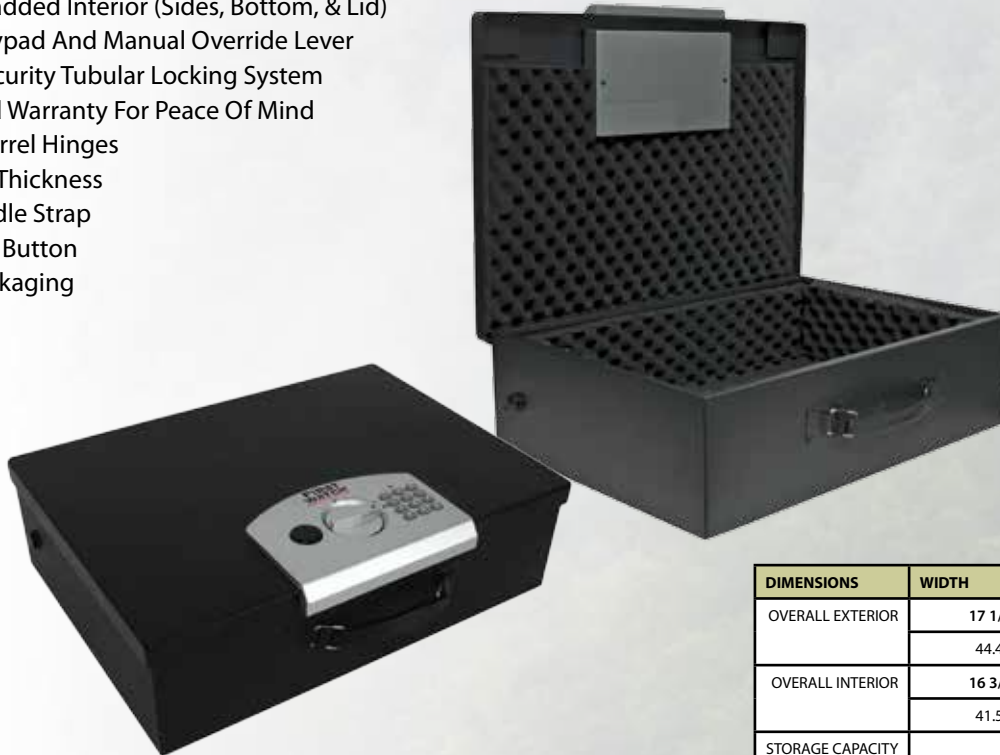 added Interior (Sides, Bottom, & Lid)
ypad And Manual Override Lever
curity Tubular Locking System
l Warranty For Peace Of Mind
rrel Hinges
Thickness
dle Strap
Button
kaging
FIRST
WATCH
DIMENSIONS WIDTH
OVERALL EXTERIOR 17 1/
44.4
OVERALL INTERIOR 16 3/
41.5
STORAGE CAPACITY